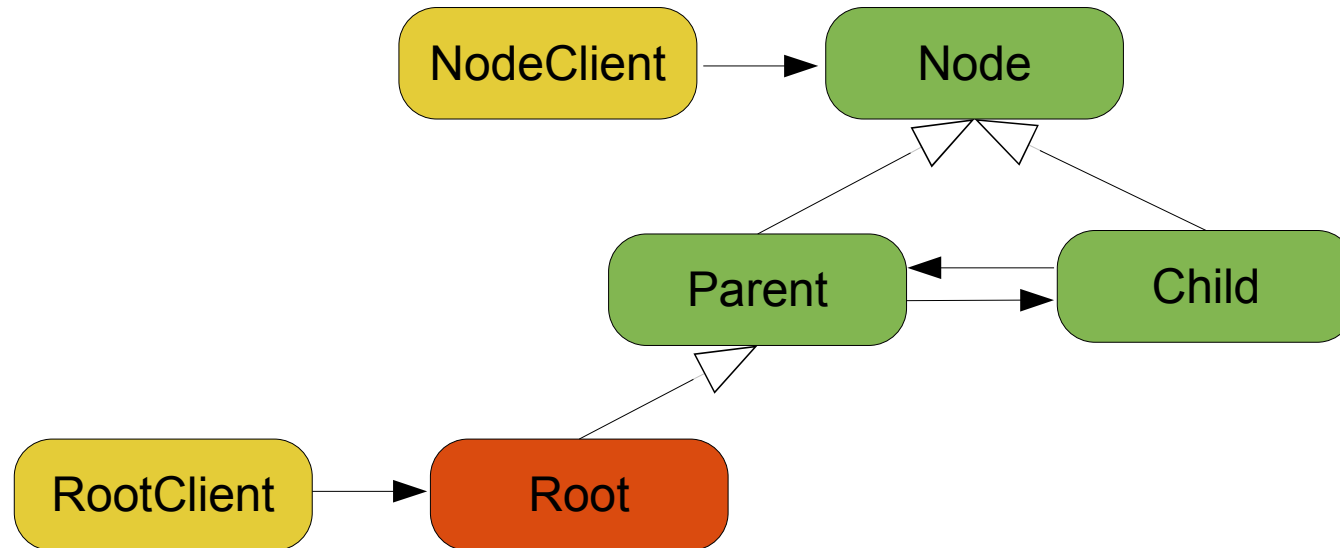 NodeClient
Node
Parent
Child
RootClient
Root